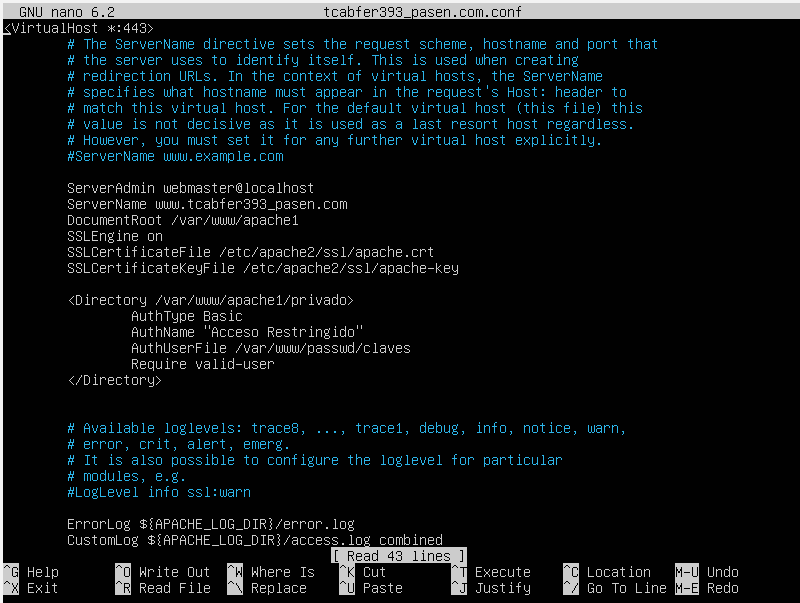 GNU nano 6.2 tcabfer393_pasen.com.conf
<VirtualHost *:443>
# The ServerName directive sets the request scheme, hostname and port that
# the server uses to identify itself. This is used when creating
# redirection URLs. In the context of virtual hosts, the ServerName
# specifies what hostname must appear in the request's Host: header to
# match this virtual host. For the default virtual host (this file) this
# value is not decisive as it is used as a last resort host regardless.
# However, you must set it for any further virtual host explicitly.
#ServerName www.example.com
ServerAdmin webmaster@localhost
ServerName www.tcabfer393_pasen.com
DocumentRoot /var/www/apache1
SSLEngine on
SSLCertificateFile /etc/apache2/ssl/apache.crt
SSLCertificateKeyFile /etc/apache2/ssl/apache-key
<Directory /var/www/apache1/privado>
AuthType Basic
AuthName "Acceso Restringido"
AuthUserFile /var/www/passwd/claves
Require valid-user
</Directory>
# Available loglevels: trace8, ..., trace1, debug, info, notice, warn,
# error, crit, alert, emerg.
# It is also possible to configure the loglevel for particular
# modules, e.g.
#LogLevel info ssl:warn
ErrorLog ${APACHE_LOG_DIR}/error.log
CustomLog ${APACHE_LOG_DIR}/access.log combined
[ Read 43 lines ]
^G Help ^O Write Out ^W Where Is ^K Cut ^T Execute ^C Location M-U Undo
^X Exit ^R Read File ^\ Replace ^U Paste ^J Justify ^/ Go To Line M-E Redo